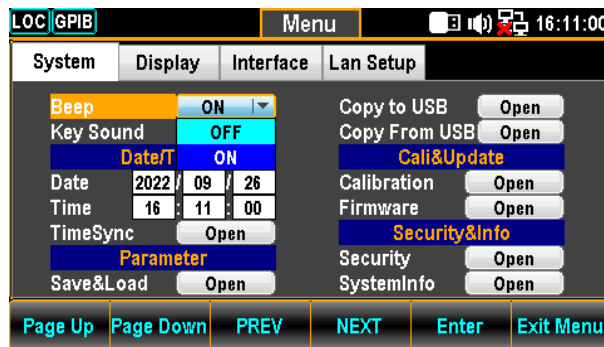 LOC GPIB Menu 16:11:00
System Display Interface Lan Setup
Beep ON Copy to USB Open
Key Sound OFF Copy From USB Open
Date/T ON Cali&Update
Date 2022 / 09 / 26 Calibration Open
Time 16 : 11 : 00 Firmware Open
TimeSync Open Security&Info
Parameter Security Open
Save&Load Open SystemInfo Open
Page Up Page Down PREV NEXT Enter Exit Menu